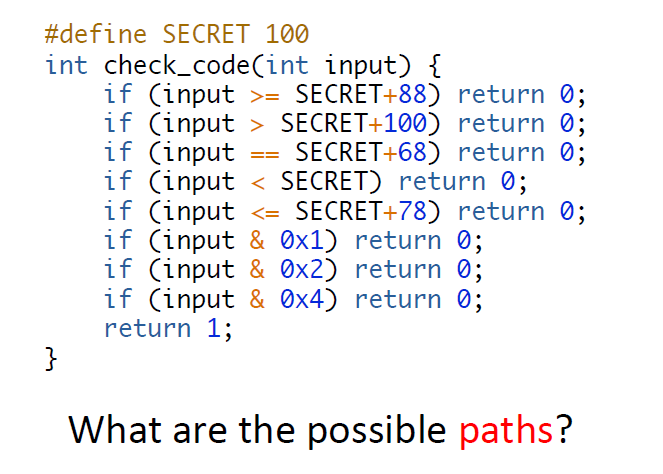 #define SECRET 100
int check_code(int input) {
    if (input >= SECRET+88) return 0;
    if (input > SECRET+100) return 0;
    if (input == SECRET+68) return 0;
    if (input < SECRET) return 0;
    if (input <= SECRET+78) return 0;
    if (input & 0x1) return 0;
    if (input & 0x2) return 0;
    if (input & 0x4) return 0;
    return 1;
}
What are the possible paths?